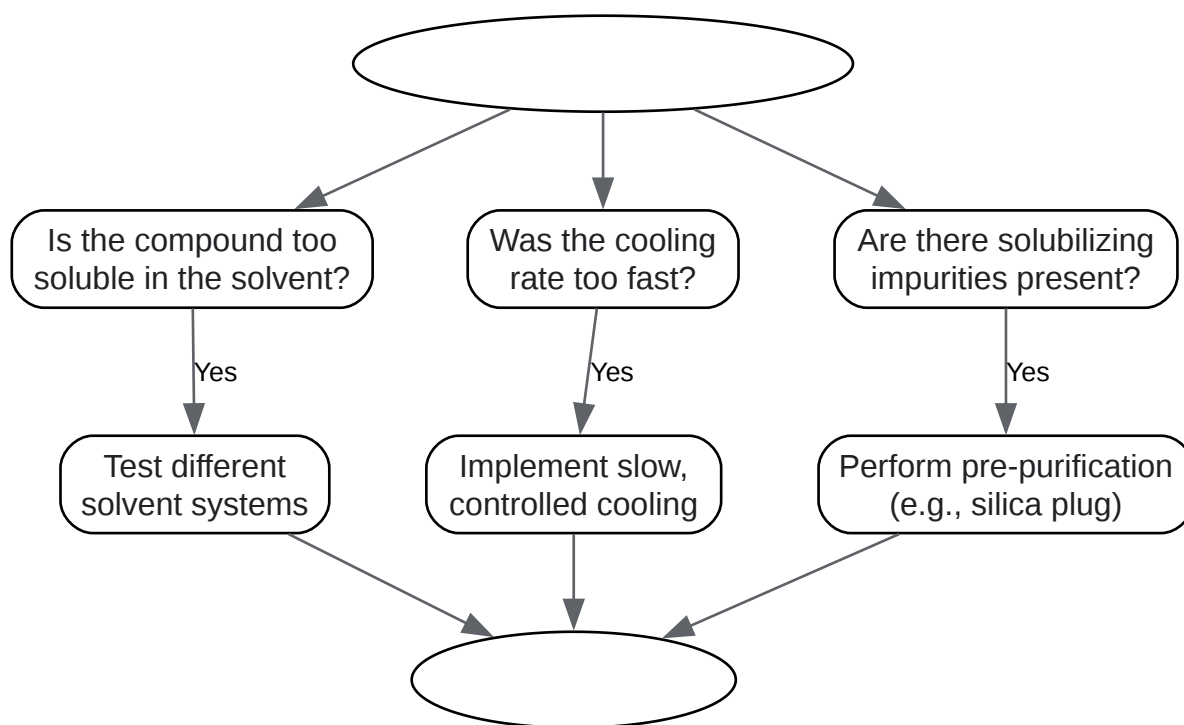 Is the compound too
soluble in the solvent?
Was the cooling
rate too fast?
Are there solubilizing
impurities present?
Yes
Yes
Yes
Test different
solvent systems
Implement slow,
controlled cooling
Perform pre-purification
(e.g., silica plug)